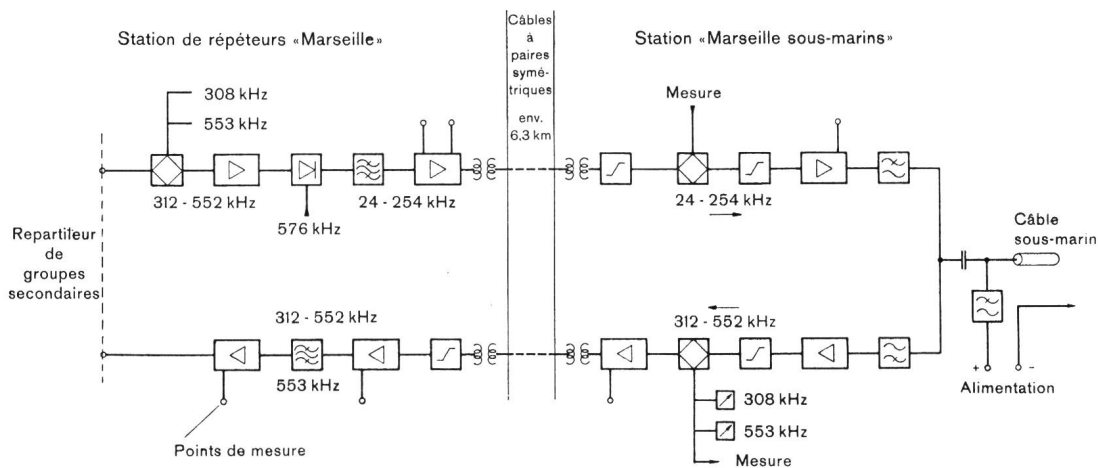 Station de répéteurs «Marseille»
Câbles
à
paires
symé-
triques
env.
6,3 km
Station «Marseille sous-marins»
308 kHz
553 kHz
Mesure
312 - 552 kHz
24 - 254 kHz
24 - 254 kHz
576 kHz
Repartiteur
de
groupes
secondaires
Câble
sous-marin
312 - 552 kHz
312 - 552 kHz
553 kHz
+
-
Alimentation
308 kHz
553 kHz
Points de mesure
Mesure